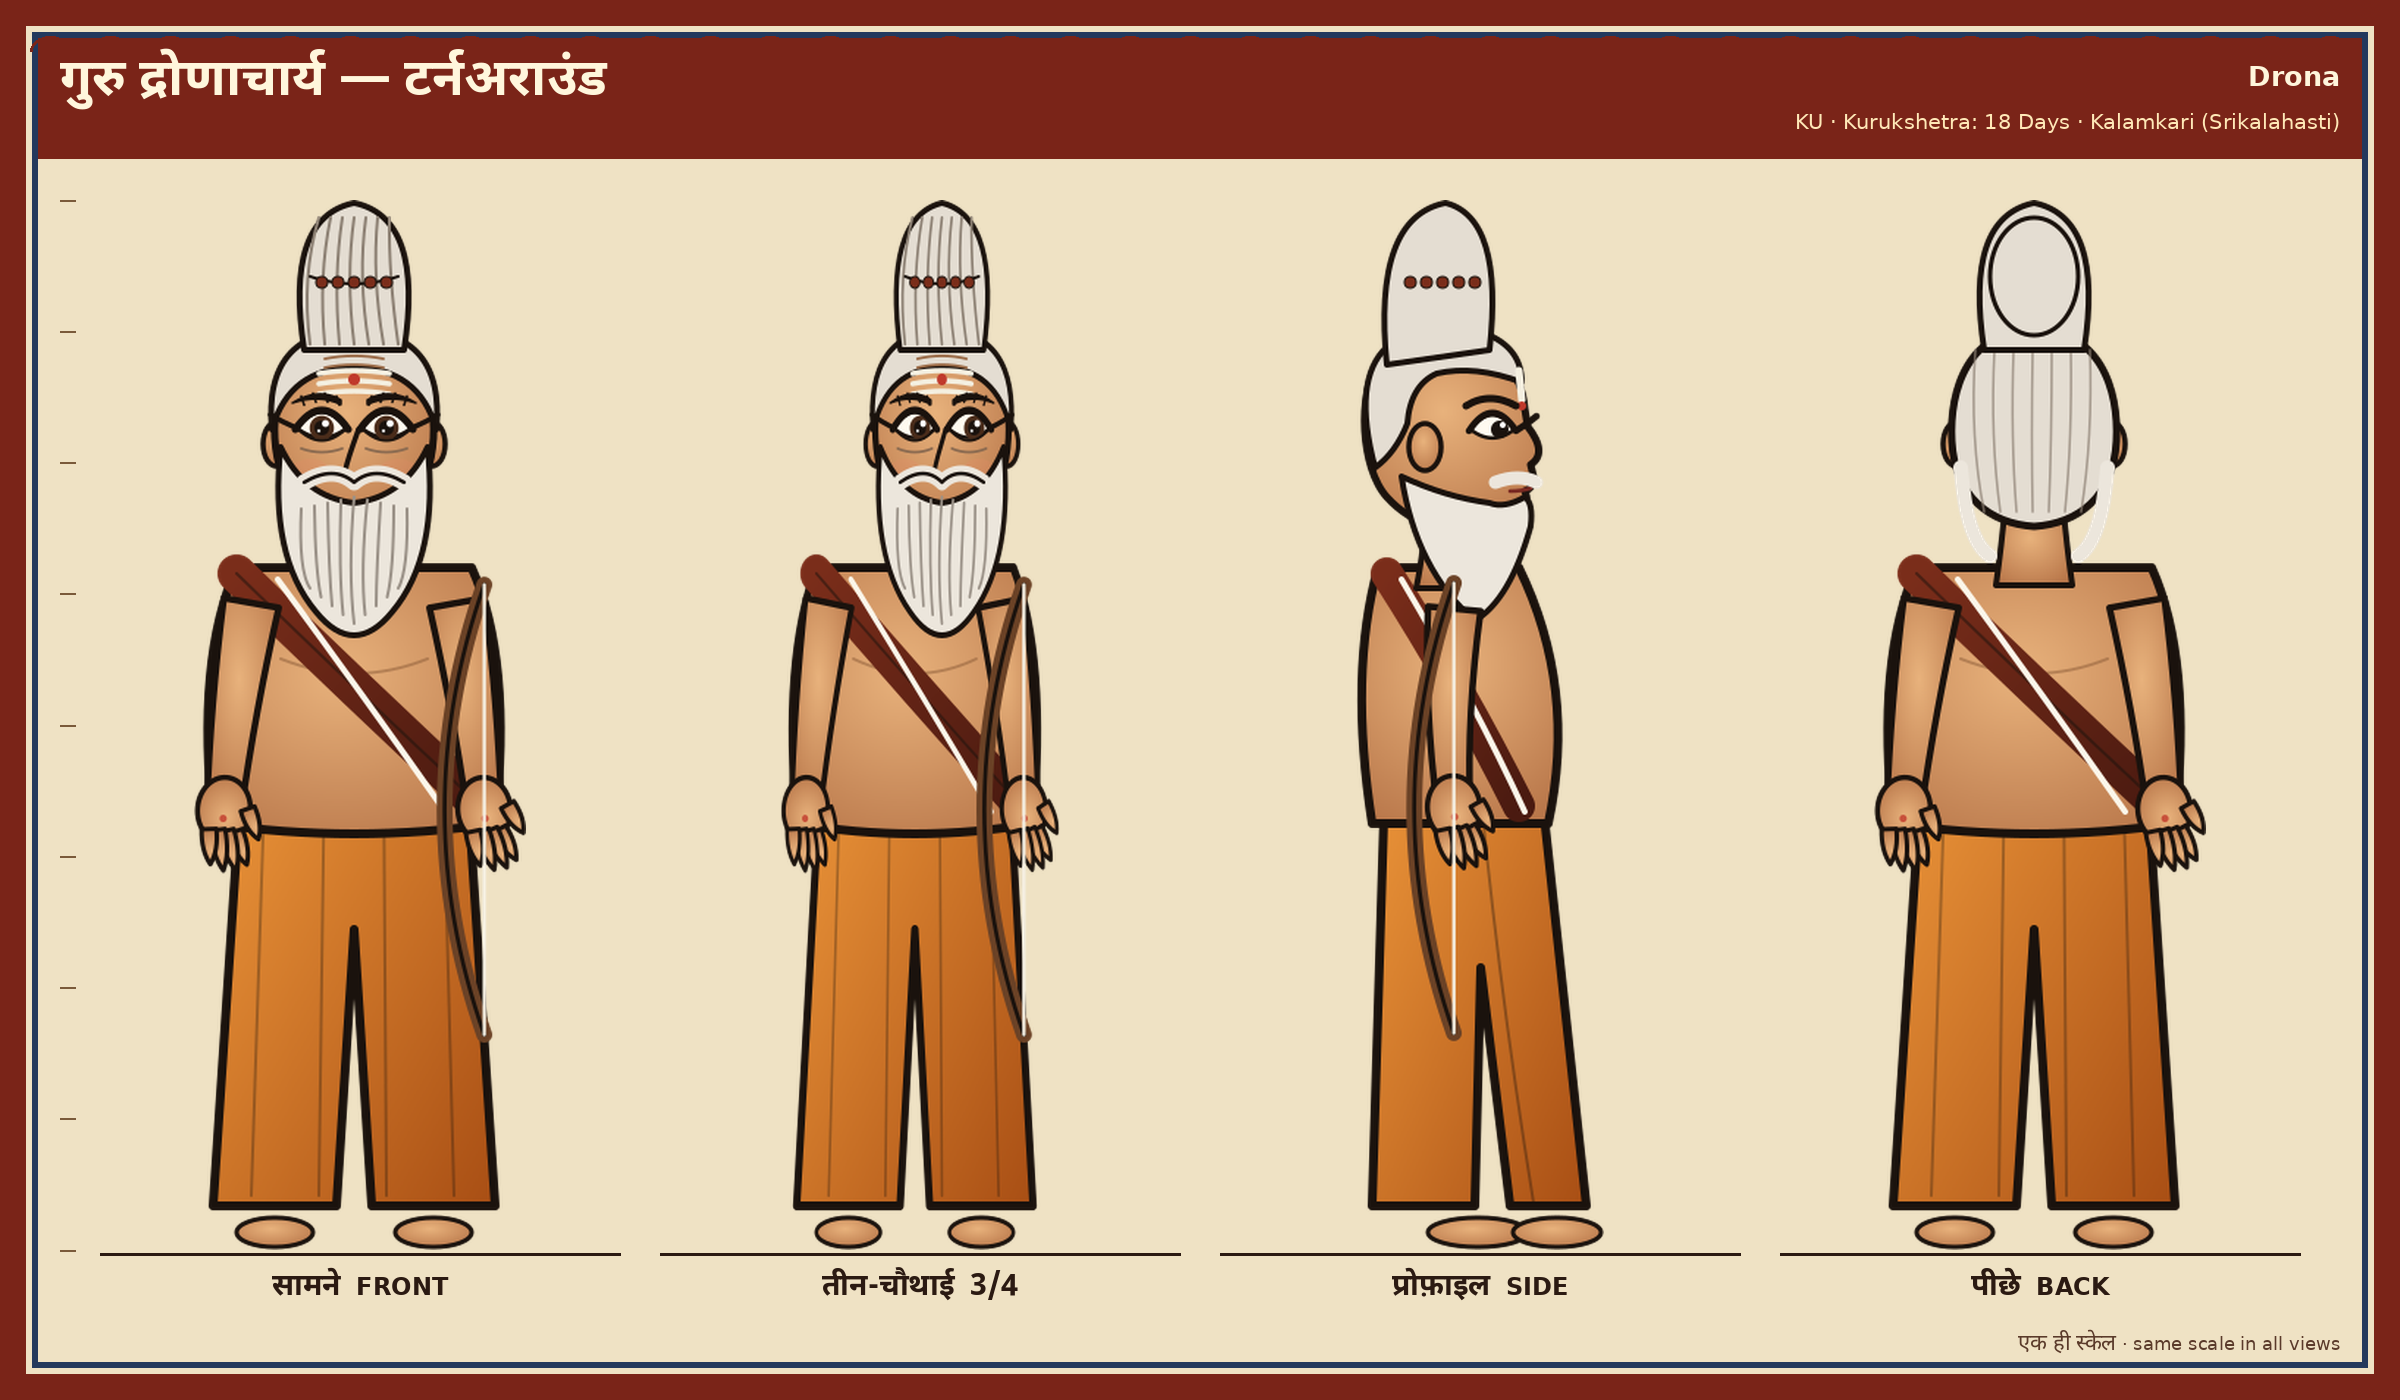 गुरु द्रोणाचार्य — टर्नअराउंड
Drona
KU · Kurukshetra: 18 Days · Kalamkari (Srikalahasti)
सामने FRONT
तीन-चौथाई 3/4
प्रोफ़ाइल SIDE
पीछे BACK
एक ही स्केल · same scale in all views